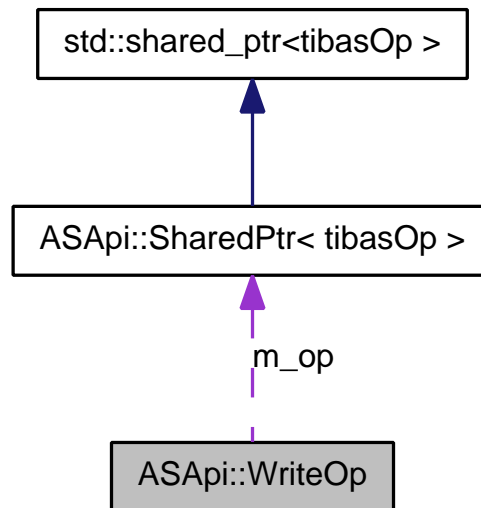 std::shared_ptr<tibasOp >
ASApi::SharedPtr< tibasOp >
m_op
ASApi::WriteOp